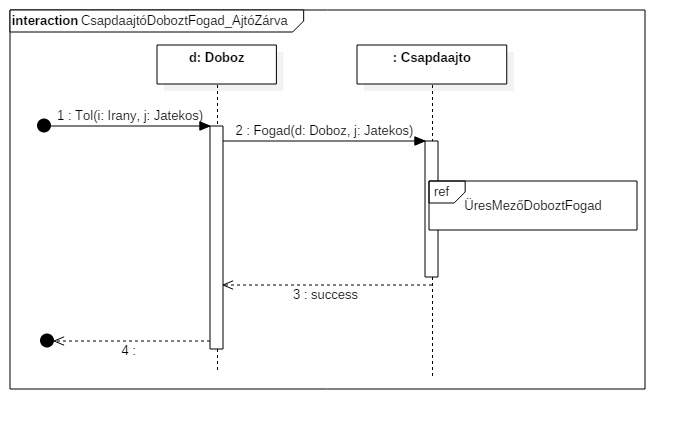 interaction CsapdaajtóDoboztFogad_AjtóZárva
d: Doboz
: Csapdaajto
1 : Tol(i: Irany, j: Jatekos)
2 : Fogad(d: Doboz, j: Jatekos)
ref
ÜresMezőDoboztFogad
3 : success
4 :